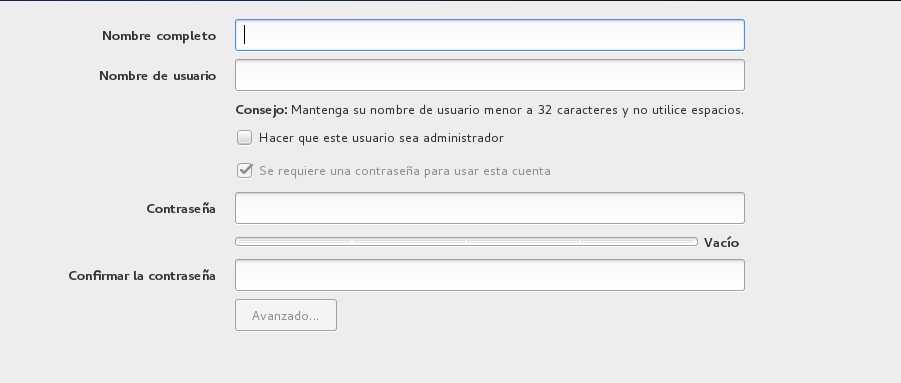 Nombre completo
Nombre de usuario
Consejo: Mantenga su nombre de usuario menor a 32 caracteres y no utilice espacios.
Hacer que este usuario sea administrador
Se requiere una contraseña para usar esta cuenta
Contraseña
Vacío
Confirmar la contraseña
Avanzado...